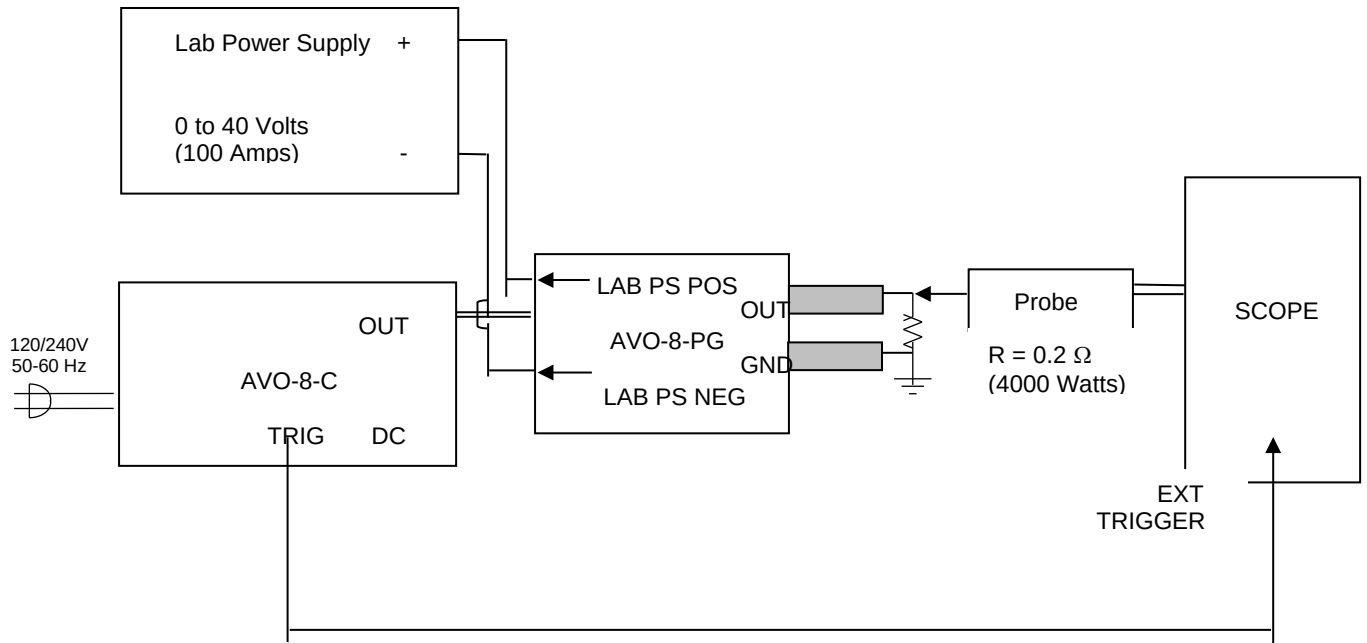 Lab Power Supply +
0 to 40 Volts
(100 Amps) -
LAB PS POS
OUT
AVO-8-PG
GND
LAB PS NEG
Probe
R = 0.2 Ω
(4000 Watts)
SCOPE
EXT
TRIGGER
120/240V
50-60 Hz
OUT
AVO-8-C
TRIG DC